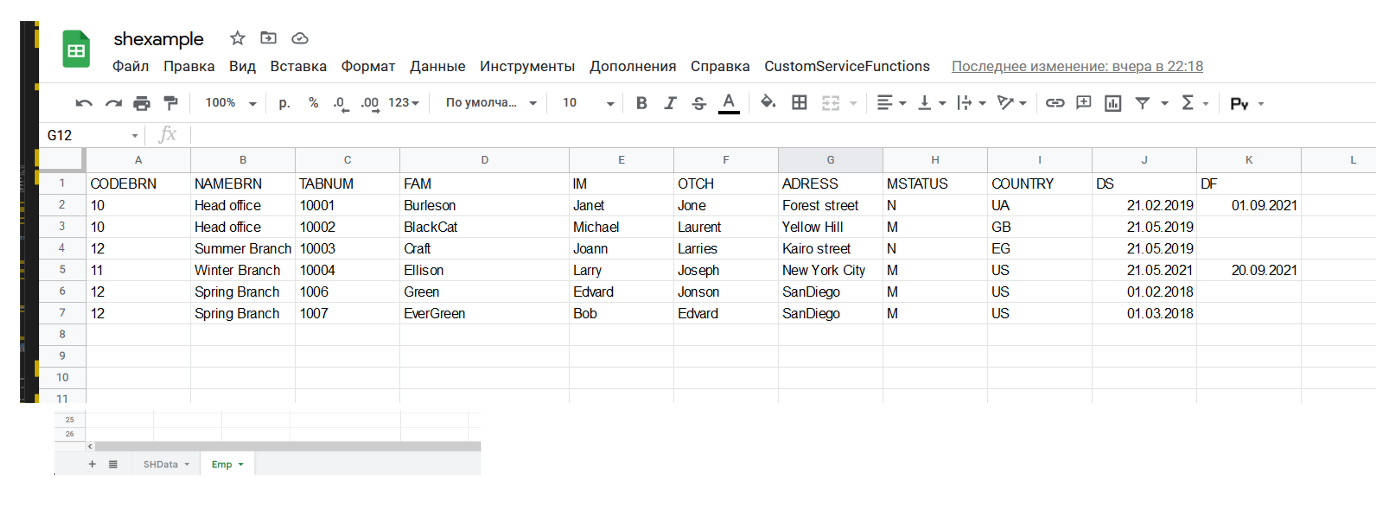 shexample
Файл Правка Вид Вставка Формат Данные Инструменты Дополнения Справка CustomServiceFunctions Последнее изменение: вчера в 22:18
100% р. % .0 .00 123 По умолча... 10 B I S A Σ Py
G12 fx
A B C D E F G H I J K L
1 CODEBRN NAMEBRN TABNUM FAM IM OTCH ADRESS MSTATUS COUNTRY DS DF
2 10 Head office 10001 Burleson Janet Jone Forest street N UA 21.02.2019 01.09.2021
3 10 Head office 10002 BlackCat Michael Laurent Yellow Hill M GB 21.05.2019
4 12 Summer Branch 10003 Craft Joann Larries Kairo street N EG 21.05.2019
5 11 Winter Branch 10004 Ellison Larry Joseph New York City M US 21.05.2021 20.09.2021
6 12 Spring Branch 1006 Green Edvard Jonson SanDiego M US 01.02.2018
7 12 Spring Branch 1007 EverGreen Bob Edvard SanDiego M US 01.03.2018
8
9
10
11
25
26
SHData Emp